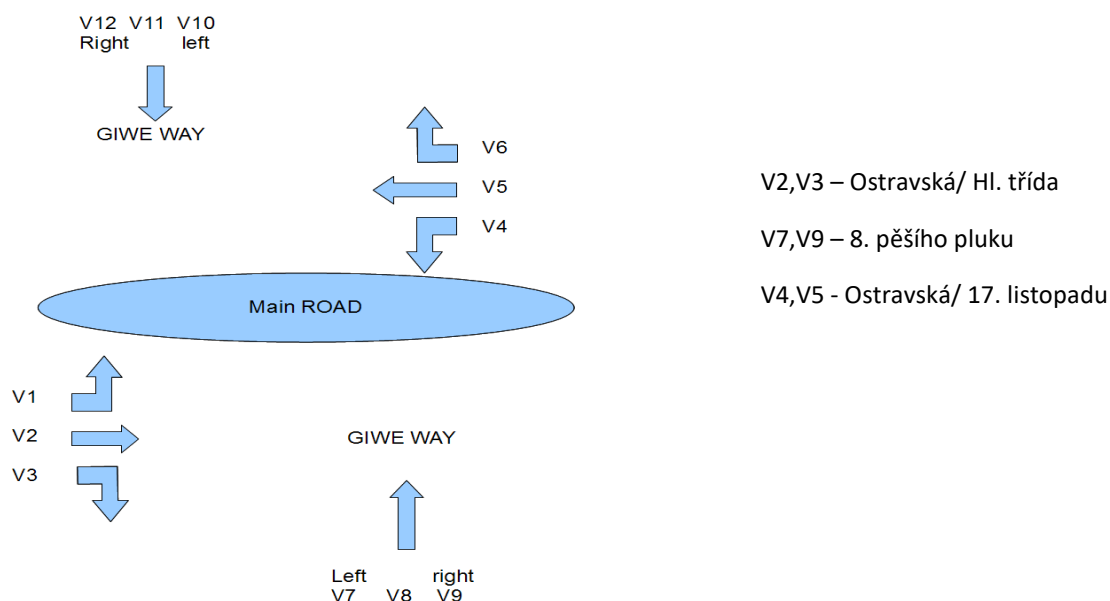 V12 V11 V10
Right left
GIWE WAY
V6
V5
V4
Main ROAD
V1
V2
V3
GIWE WAY
Left right
V7 V8 V9
V2,V3 – Ostravská/ Hl. třída
V7,V9 – 8. pěšího pluku
V4,V5 - Ostravská/ 17. listopadu